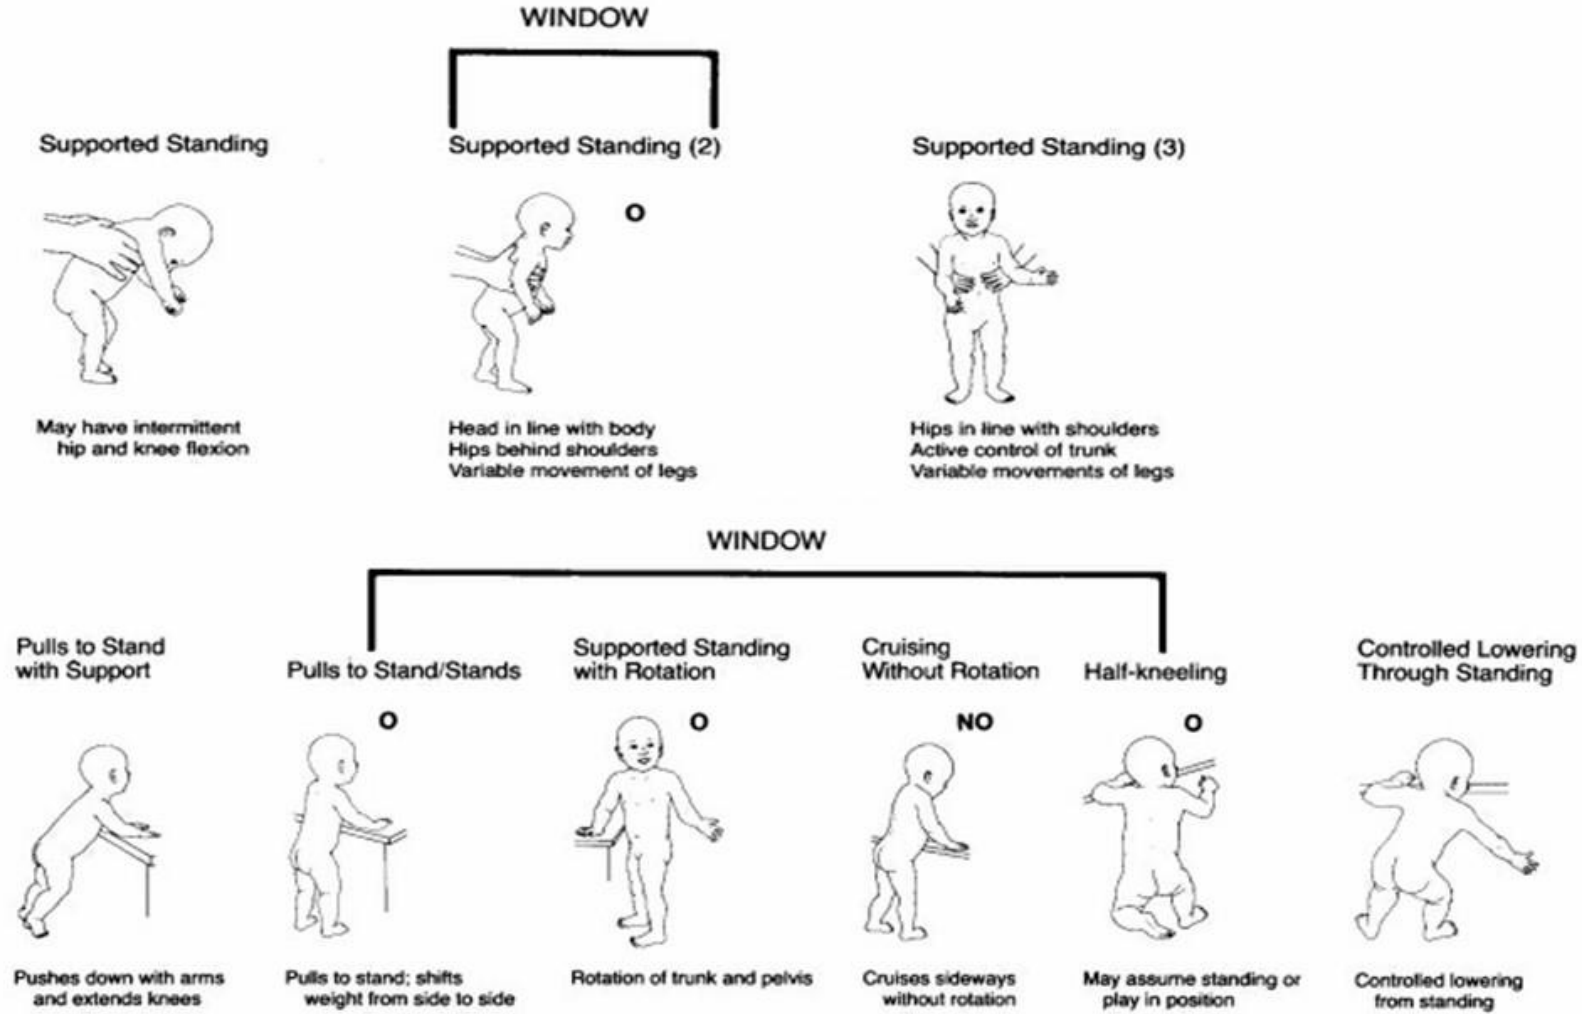 WINDOW
Supported Standing
Supported Standing (2)
Supported Standing (3)
O
May have intermittent
hip and knee flexion
Head in line with body
Hips behind shoulders
Variable movement of legs
Hips in line with shoulders
Active control of trunk
Variable movements of legs
WINDOW
Pulls to Stand
with Support
Pulls to Stand/Stands
Supported Standing
with Rotation
Cruising
Without Rotation
Half-kneeling
Controlled Lowering
Through Standing
O
O
NO
O
Pushes down with arms
and extends knees
Pulls to stand; shifts
weight from side to side
Rotation of trunk and pelvis
Cruises sideways
without rotation
May assume standing or
play in position
Controlled lowering
from standing